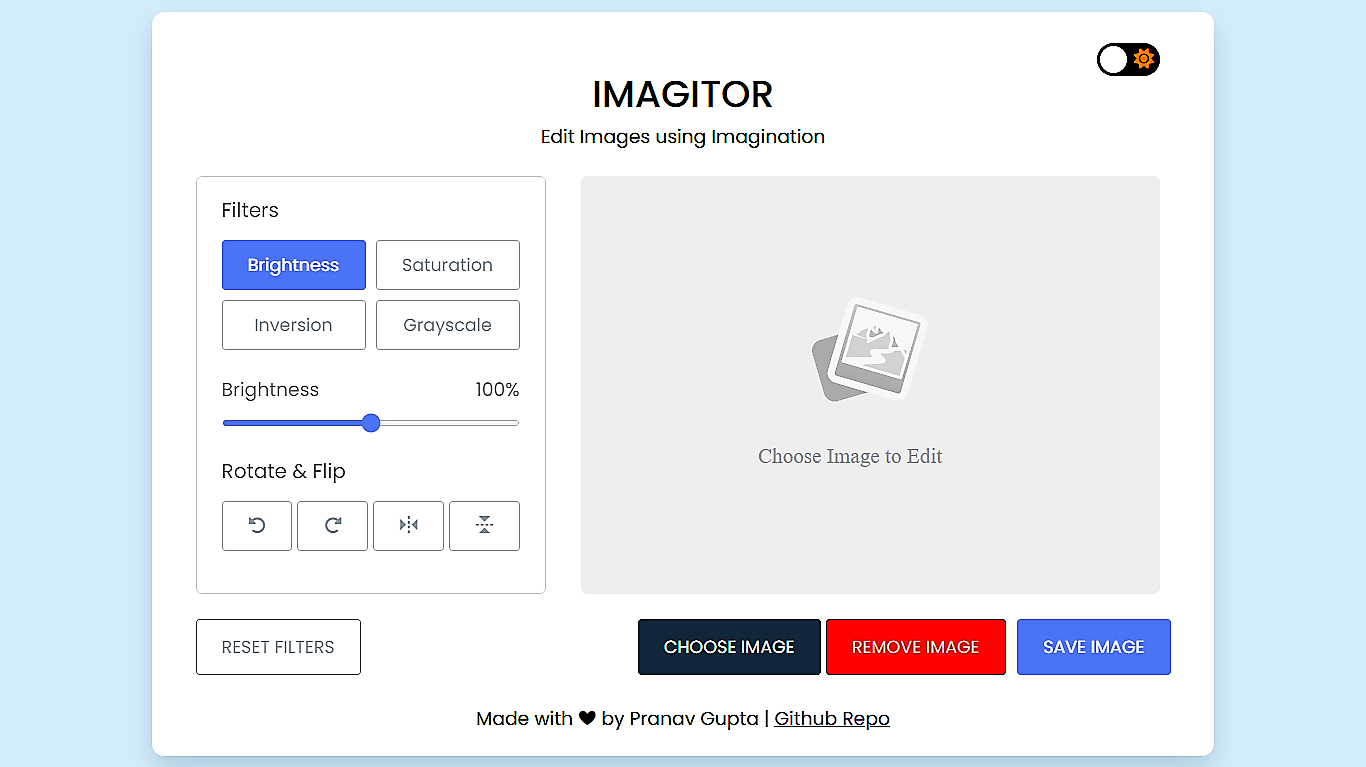 IMAGITOR
Edit Images using Imagination
Filters
Brightness
Saturation
Inversion
Grayscale
Brightness 100%
Rotate & Flip
Choose Image to Edit
RESET FILTERS
CHOOSE IMAGE
REMOVE IMAGE
SAVE IMAGE
Made with ♥ by Pranav Gupta | Github Repo